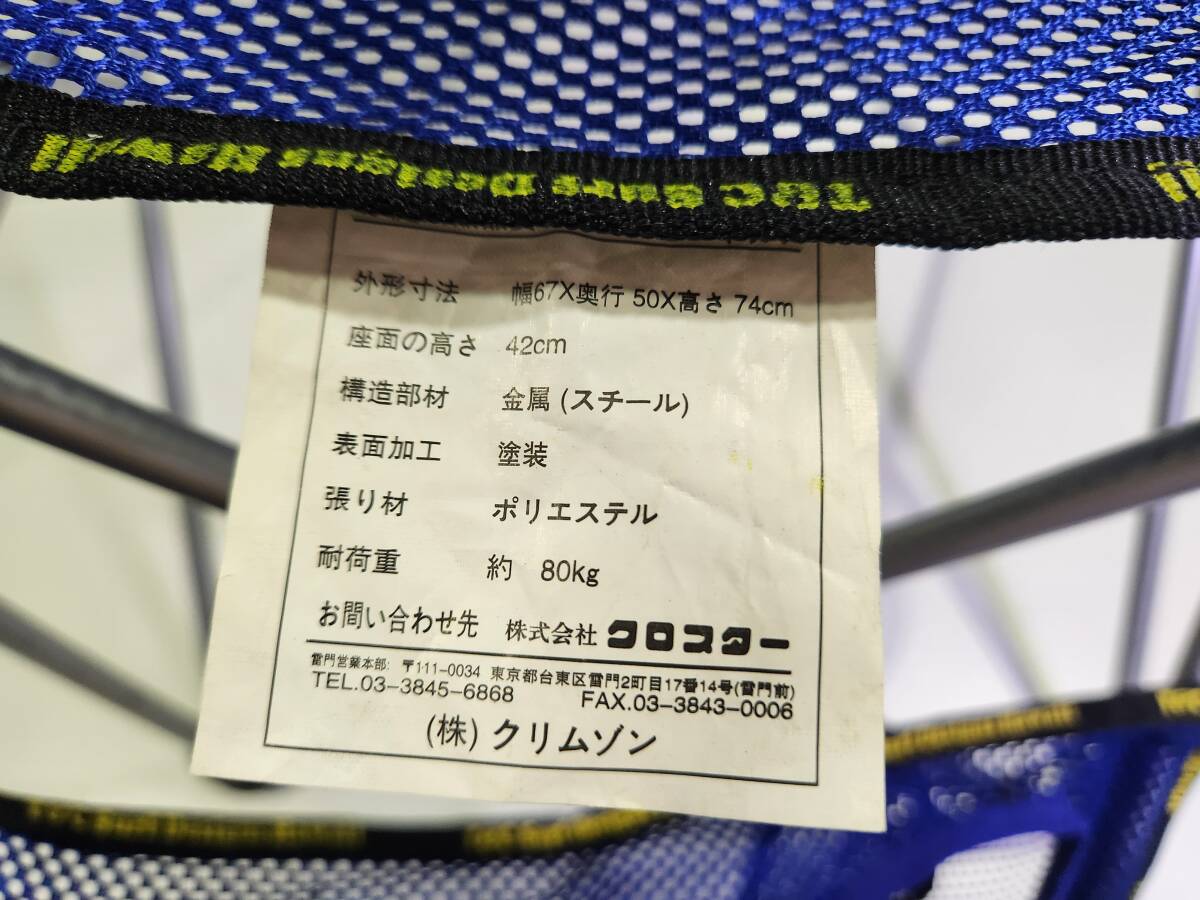 T&C Surf Designs Hawaii
外形寸法 幅67X奥行 50X高さ 74cm
座面の高さ 42cm
構造部材 金属 (スチール)
表面加工 塗装
張り材 ポリエステル
耐荷重 約 80kg
お問い合わせ先 株式会社 クロスター
雷門営業本部: 〒111-0034 東京都台東区雷門2町目17番14号(雷門前)
TEL.03-3845-6868 FAX.03-3843-0006
(株) クリムゾン